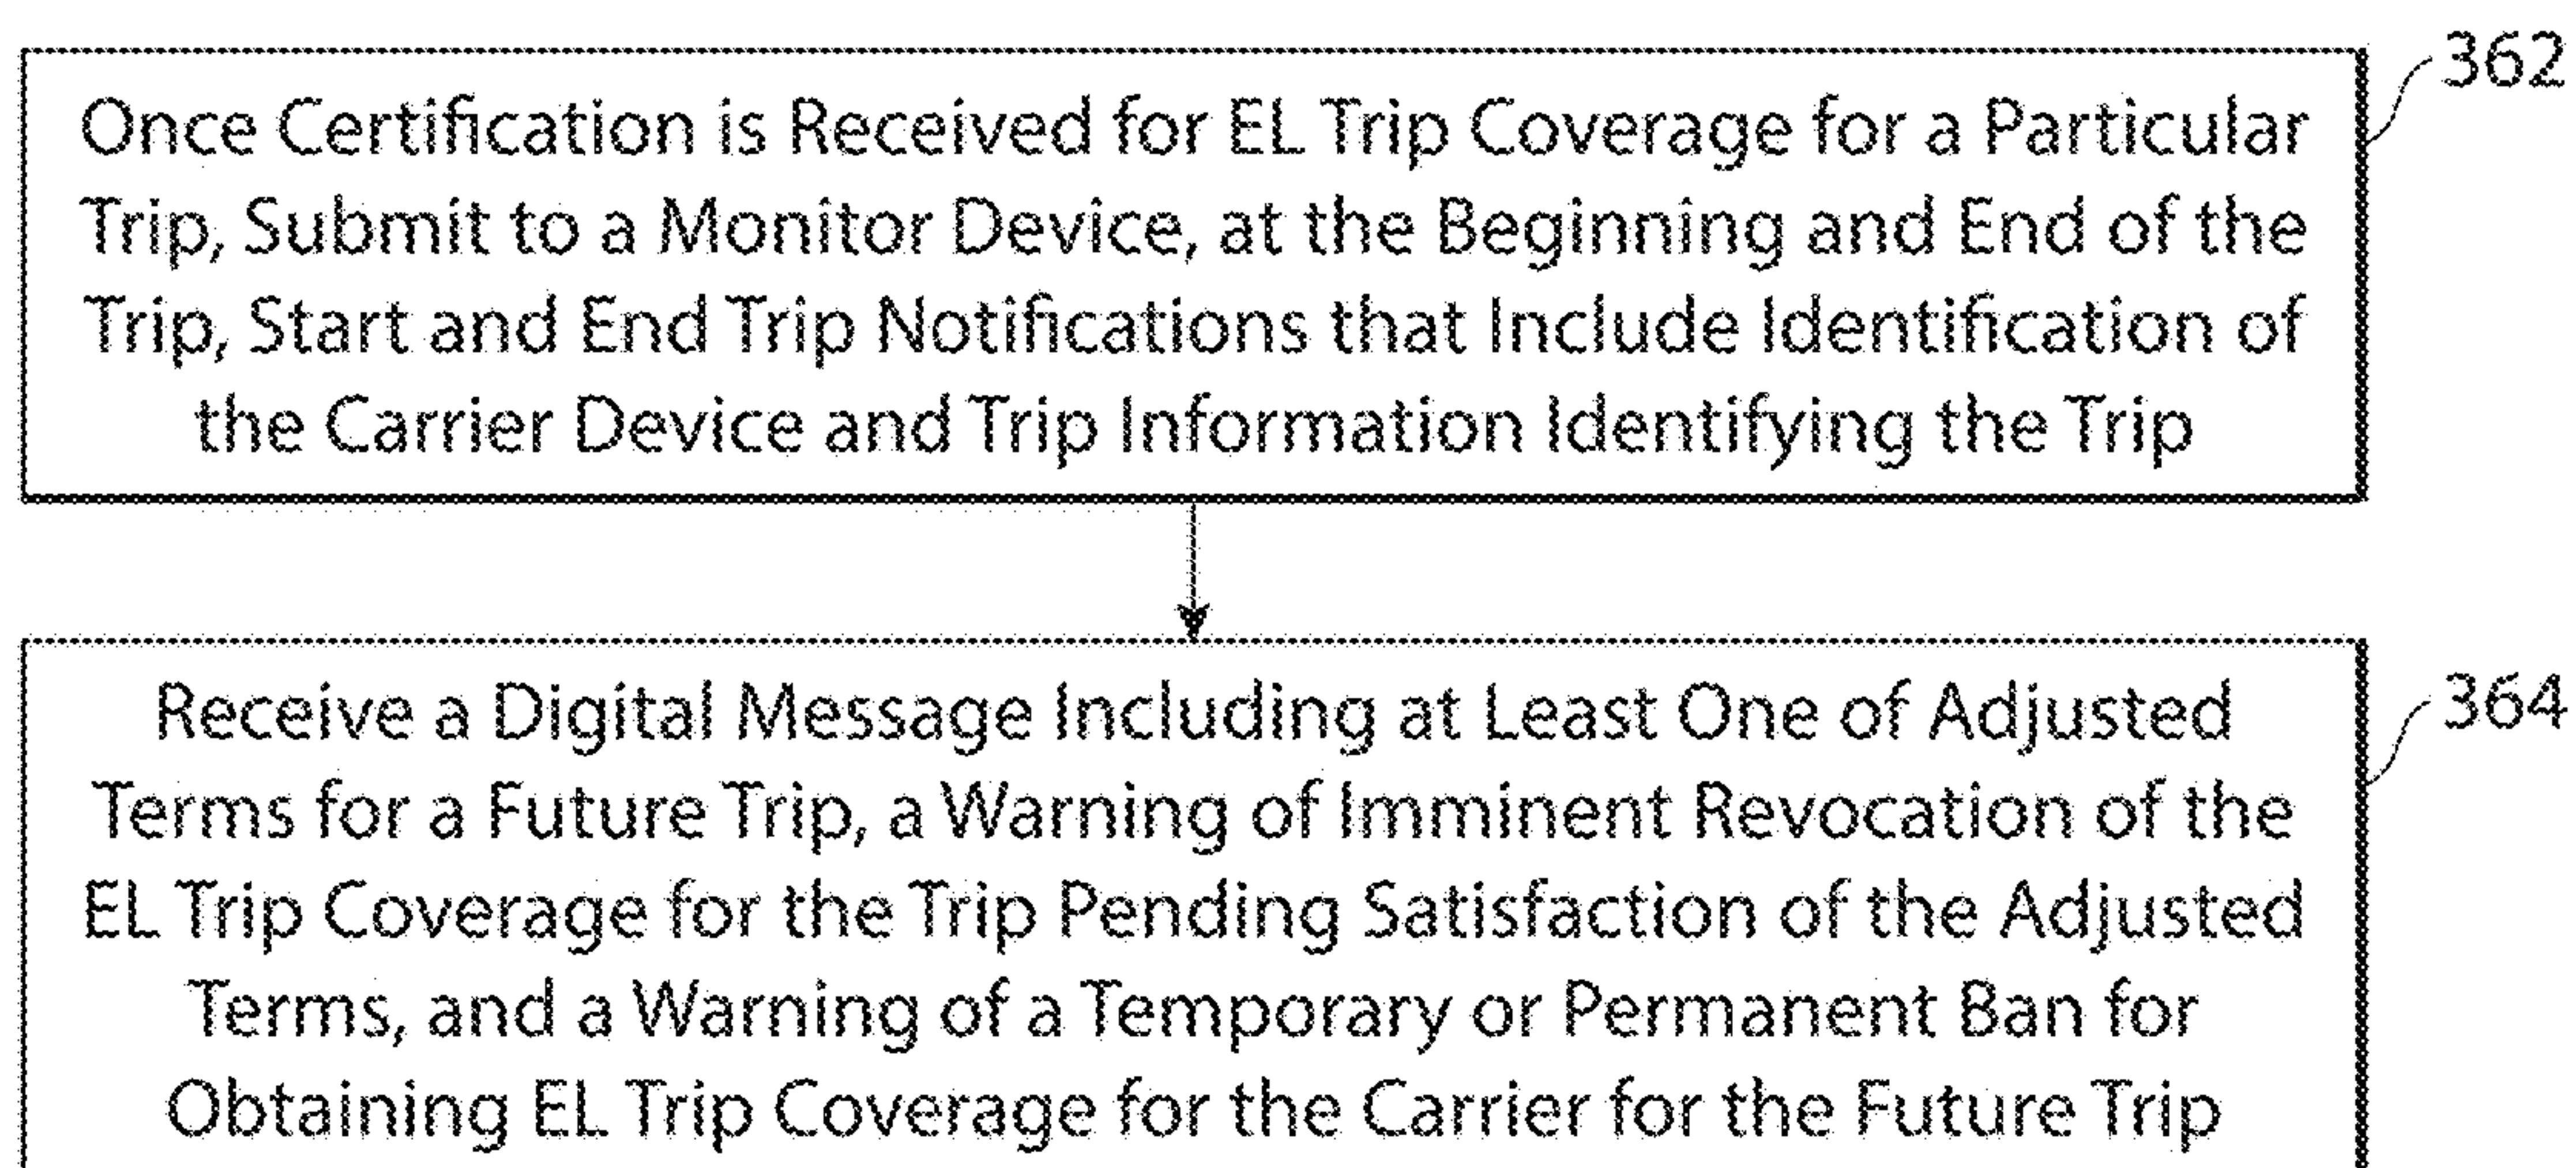 362
Once Certification is Received for EL Trip Coverage for a Particular
Trip, Submit to a Monitor Device, at the Beginning and End of the
Trip, Start and End Trip Notifications that Include Identification of
the Carrier Device and Trip Information Identifying the Trip
364
Receive a Digital Message Including at Least One of Adjusted
Terms for a Future Trip, a Warning of Imminent Revocation of the
EL Trip Coverage for the Trip Pending Satisfaction of the Adjusted
Terms, and a Warning of a Temporary or Permanent Ban for
Obtaining EL Trip Coverage for the Carrier for the Future Trip